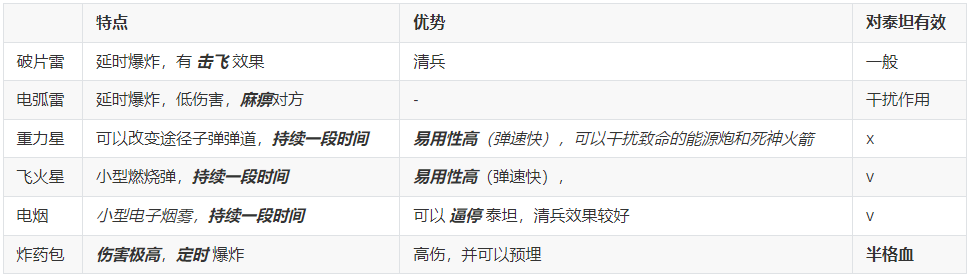 特点 优势 对泰坦有效
破片雷 延时爆炸，有 击飞 效果 清兵 一般
电弧雷 延时爆炸，低伤害，麻痹对方 - 干扰作用
重力星 可以改变途径子弹弹道，持续一段时间 易用性高（弹速快），可以干扰致命的能源炮和死神火箭 x
飞火星 小型燃烧弹，持续一段时间 易用性高（弹速快）， v
电烟 小型电子烟雾，持续一段时间 可以 逼停 泰坦，清兵效果较好 v
炸药包 伤害极高，定时 爆炸 高伤，并可以预埋 半格血